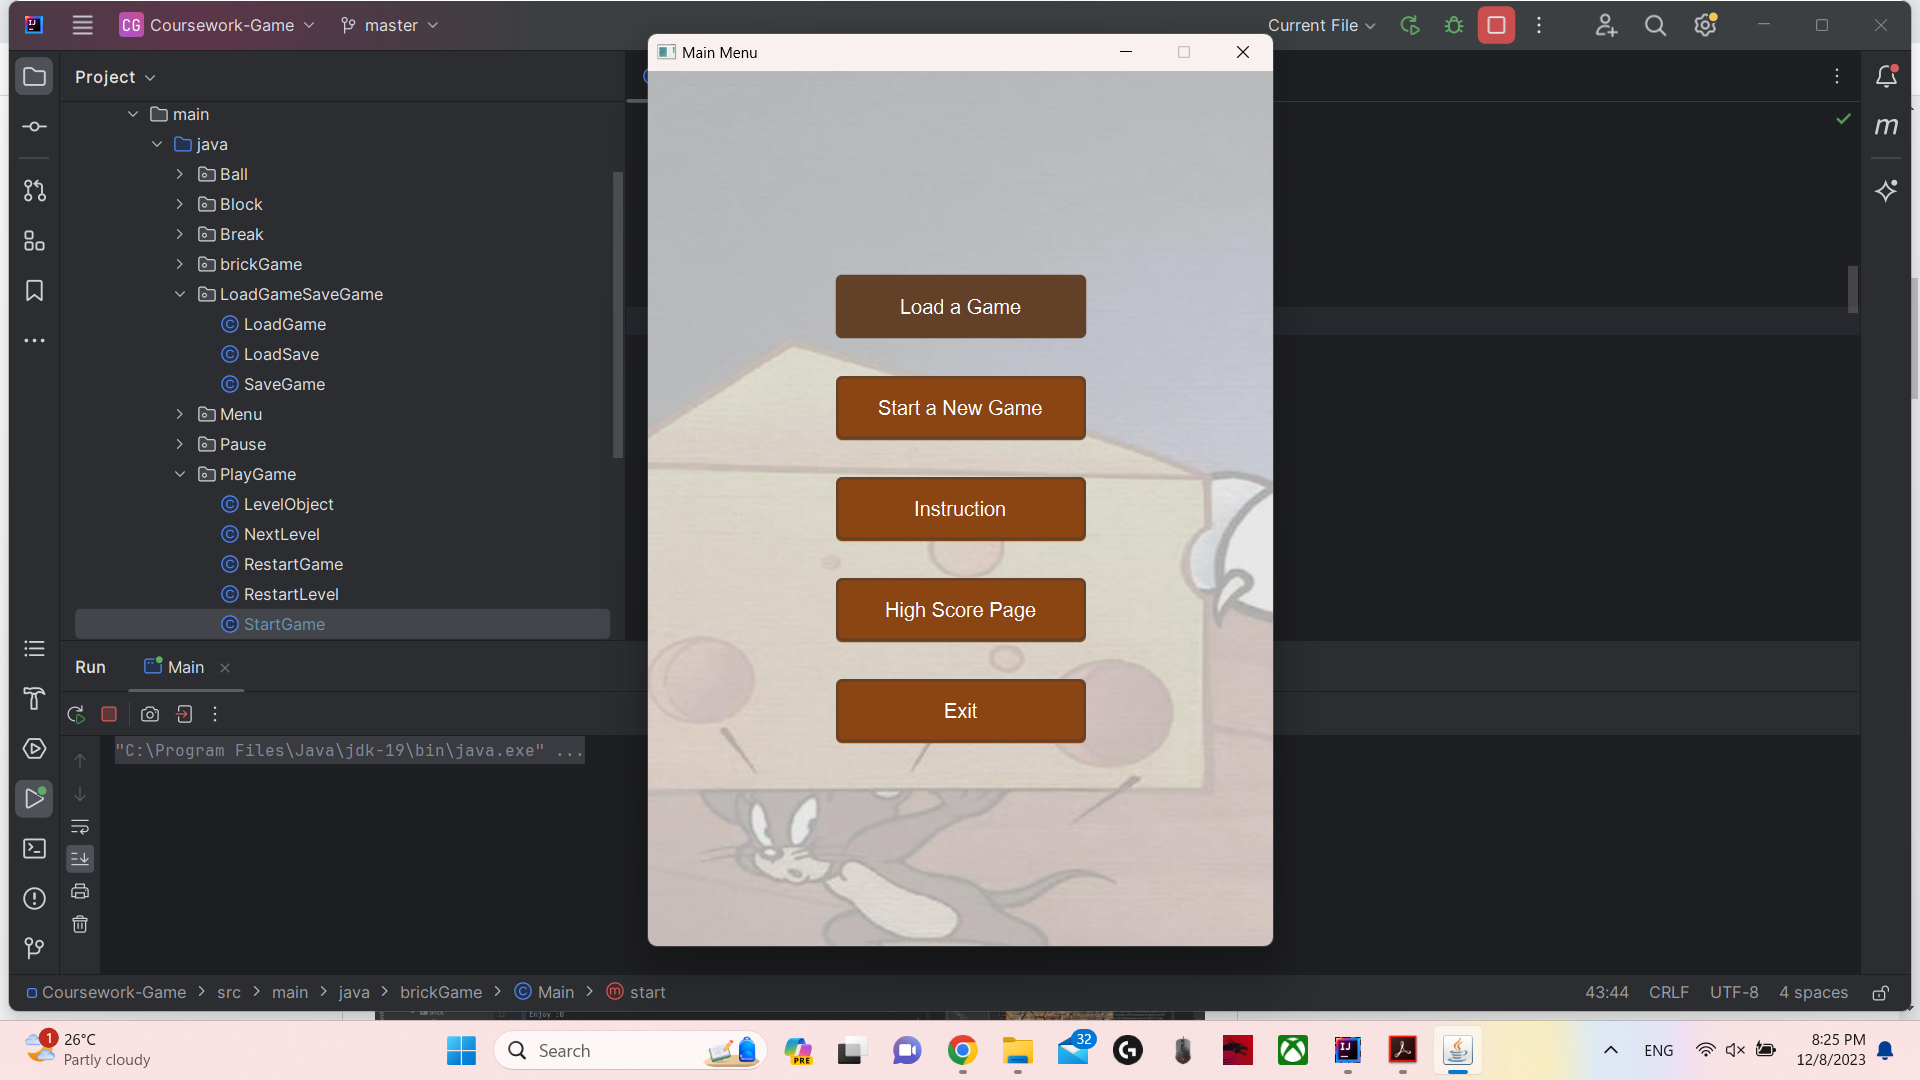 CG Coursework-Game master Current File
Main Menu
Project
main
java
Ball
Block
Break
brickGame
LoadGameSaveGame
LoadGame
LoadSave
SaveGame
Menu
Pause
PlayGame
LevelObject
NextLevel
RestartGame
RestartLevel
StartGame
Load a Game
Start a New Game
Instruction
High Score Page
Exit
Run Main
"C:\Program Files\Java\jdk-19\bin\java.exe" ...
Coursework-Game > src > main > java > brickGame > Main > start 43:44 CRLF UTF-8 4 spaces
Enjoy :D
1 26°C
Partly cloudy
Search
PRE
32
ENG
8:25 PM
12/8/2023